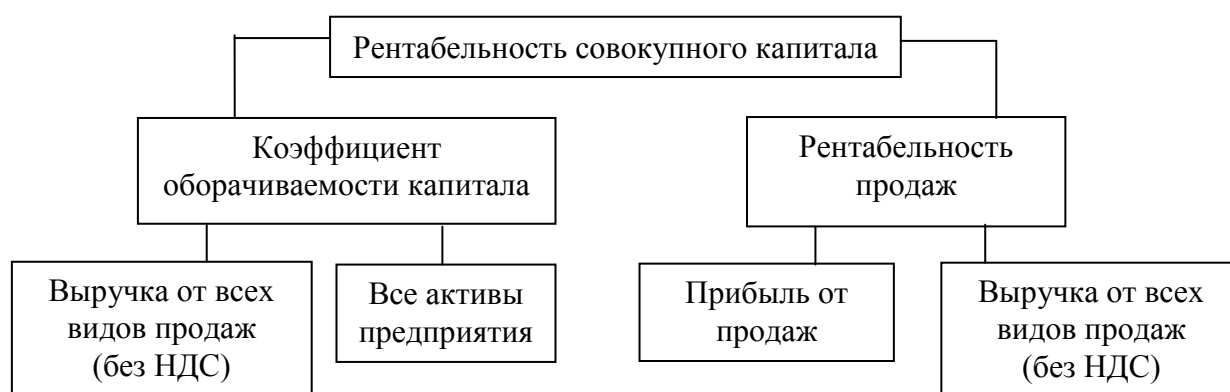 Рентабельность совокупного капитала
Коэффициент
оборачиваемости капитала
Рентабельность
продаж
Выручка от всех
видов продаж
(без НДС)
Все активы
предприятия
Прибыль от
продаж
Выручка от всех
видов продаж
(без НДС)